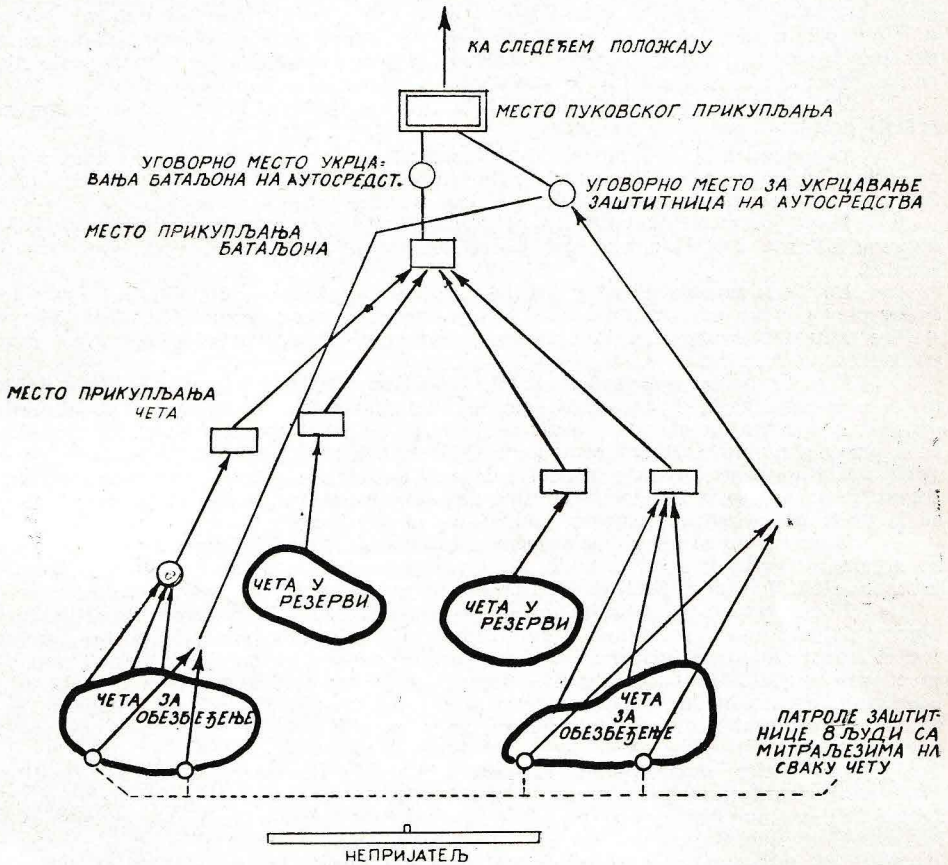 КА СЛЕДЕЋЕМ ПОЛОЖАЈУ
МЕСТО ПУКОВСКОГ ПРИКУПЉАЊА
УГОВОРНО МЕСТО УКРЦА=
ВАЊА БАТАЉОНА НА АУТОСРЕДСТ.
УГОВОРНО МЕСТО ЗА УКРЦАВАЊЕ
ЗАШТИТНИЦА НА АУТОСРЕДСТВА
МЕСТО ПРИКУПЉАЊА
БАТАЉОНА
МЕСТО ПРИКУПЉАЊА
ЧЕТА
ЧЕТА У
РЕЗЕРВИ
ЧЕТА У
РЕЗЕРВИ
ЧЕТА ЗА
ОБЕЗБЕЂЕЊЕ
ЧЕТА
ЗА
ОБЕЗБЕЂЕЊЕ
ПАТРОЛЕ ЗАШТИТ-
НИЦЕ, 8 ЉУДИ СА
МИТРАЉЕЗИМА НА
СВАКУ ЧЕТУ
НЕПРИЈАТЕЉ